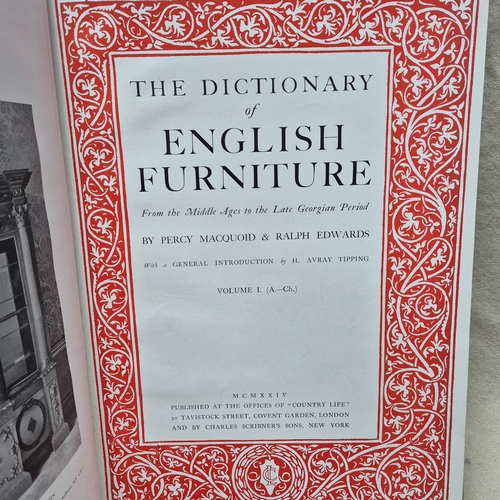 THE DICTIONARY
of
ENGLISH
FURNITURE
From the Middle Ages to the Late Georgian Period
BY PERCY MACQUOID & RALPH EDWARDS
With a GENERAL INTRODUCTION by H. AVRAY TIPPING
VOLUME I. (A.—Ch.)
MCMXXIV
PUBLISHED AT THE OFFICES OF "COUNTRY LIFE"
20 TAVISTOCK STREET, COVENT GARDEN, LONDON
AND BY CHARLES SCRIBNER'S SONS, NEW YORK